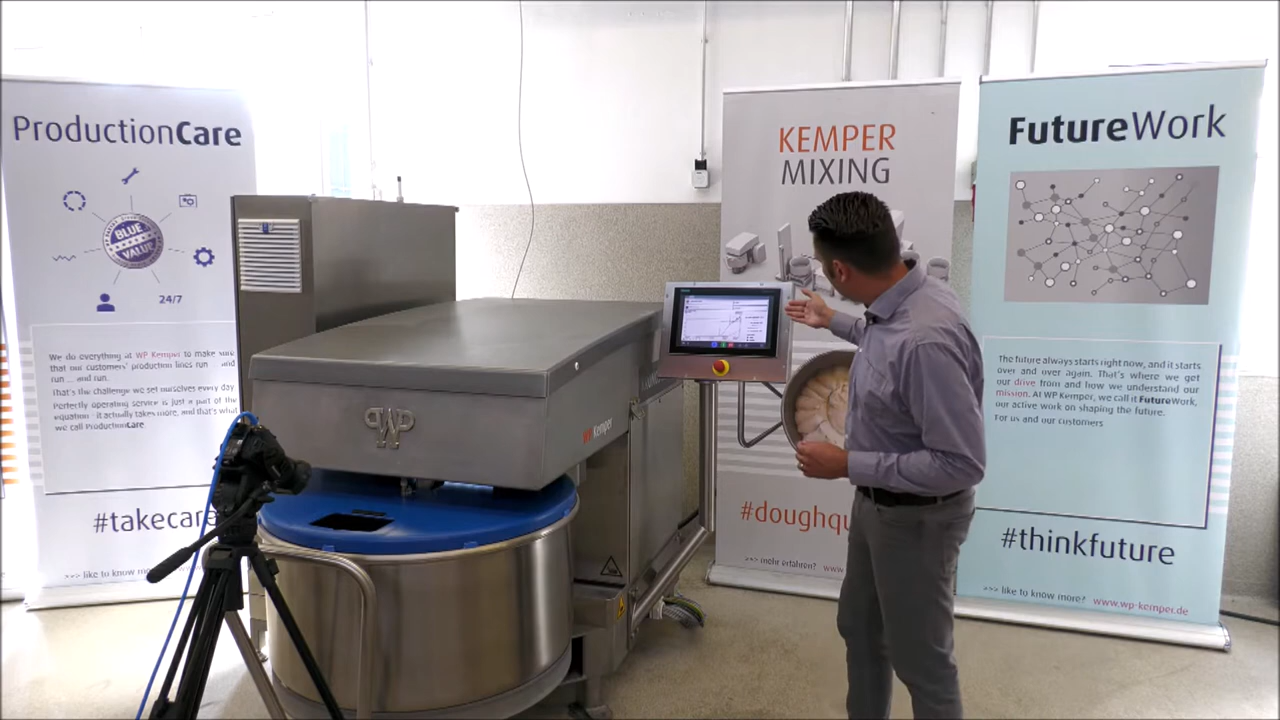 ProductionCare
BLUE
VALUE
24/7
We do everything at WP Kemper to make sure
that our customers' production lines run and
run ... and run.
That's the challenge we set ourselves every day.
Perfectly operating service is just a part of the
equation - it actually takes more, and that's what
we call ProductionCare.
#takecare
>>> like to know more
WP
WP Kemper
KEMPER
MIXING
#doughqu
>>> mehr erfahren? www
FutureWork
The future always starts right now, and it starts
over and over again. That's where we get
our drive from and how we understand our
mission. At WP Kemper, we call it FutureWork,
our active work on shaping the future.
For us and our customers
#thinkfuture
>>> like to know more? www.wp-kemper.de